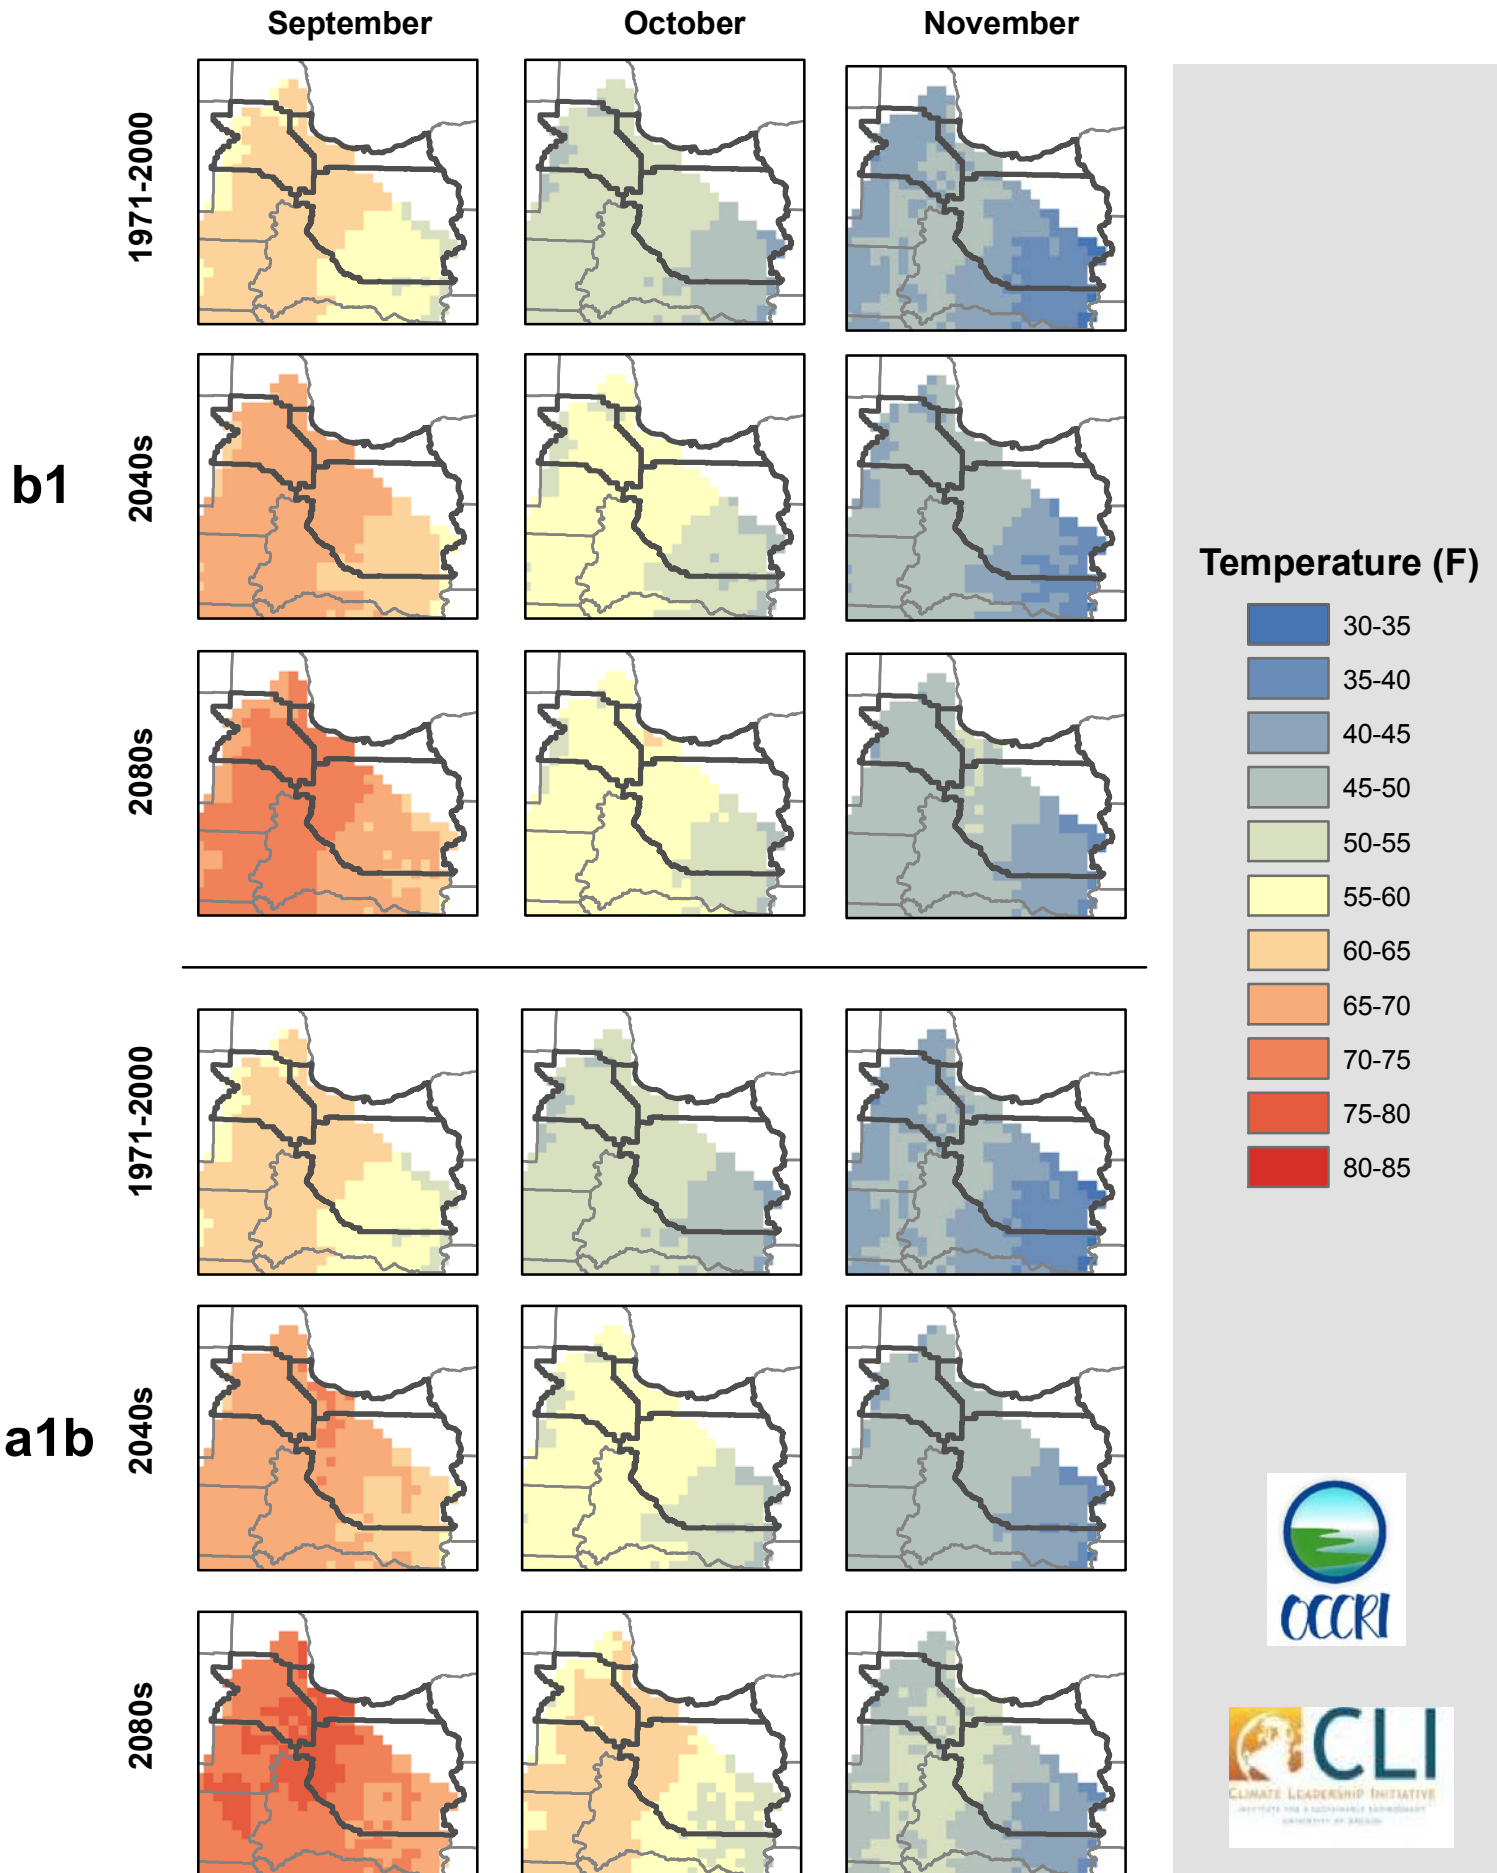 September October November
1971-2000
b1
2040s
2080s
Temperature (F)
30-35
35-40
40-45
45-50
50-55
55-60
60-65
65-70
70-75
75-80
80-85
1971-2000
a1b
2040s
2080s
OCCRI
CLI
CLIMATE LEADERSHIP INITIATIVE